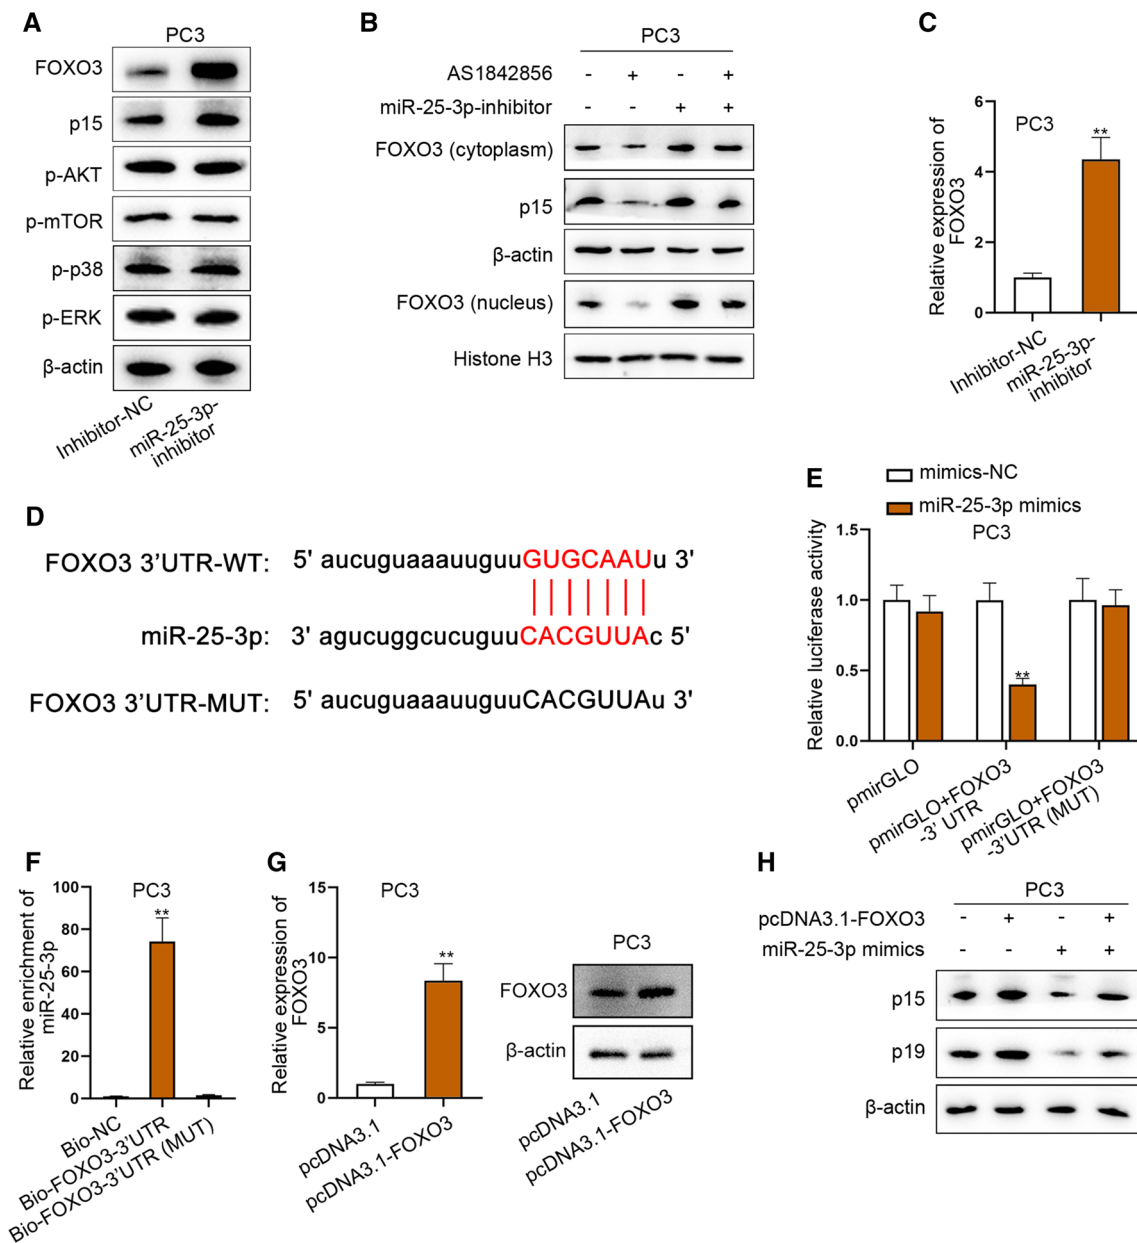 A
PC3
FOXO3
p15
p-AKT
p-mTOR
p-p38
p-ERK
β-actin
Inhibitor-NC
miR-25-3p-
inhibitor
B
PC3
AS1842856 - + - +
miR-25-3p-inhibitor - - + +
FOXO3 (cytoplasm)
p15
β-actin
FOXO3 (nucleus)
Histone H3
C
Relative expression of
FOXO3
6
4
2
0
PC3
**
Inhibitor-NC
miR-25-3p-
inhibitor
D
FOXO3 3'UTR-WT: 5' aucuguaaauuguuGUGCAAUu 3'
miR-25-3p: 3' agucuggcucuguuCACGUUAc 5'
FOXO3 3'UTR-MUT: 5' aucuguaaauuguuCACGUUAu 3'
E
mimics-NC
miR-25-3p mimics
PC3
Relative luciferase activity
1.5
1.0
0.5
0.0
**
pmirGLO
pmirGLO+FOXO3
-3' UTR
pmirGLO+FOXO3
-3'UTR (MUT)
F
Relative enrichment of
miR-25-3p
100
80
60
40
20
0
PC3
**
Bio-NC
Bio-FOXO3-3'UTR
Bio-FOXO3-3'UTR (MUT)
G
Relative expression of
FOXO3
15
10
5
0
PC3
**
pcDNA3.1
pcDNA3.1-FOXO3
PC3
FOXO3
β-actin
pcDNA3.1
pcDNA3.1-FOXO3
H
PC3
pcDNA3.1-FOXO3 - + - +
miR-25-3p mimics - - + +
p15
p19
β-actin